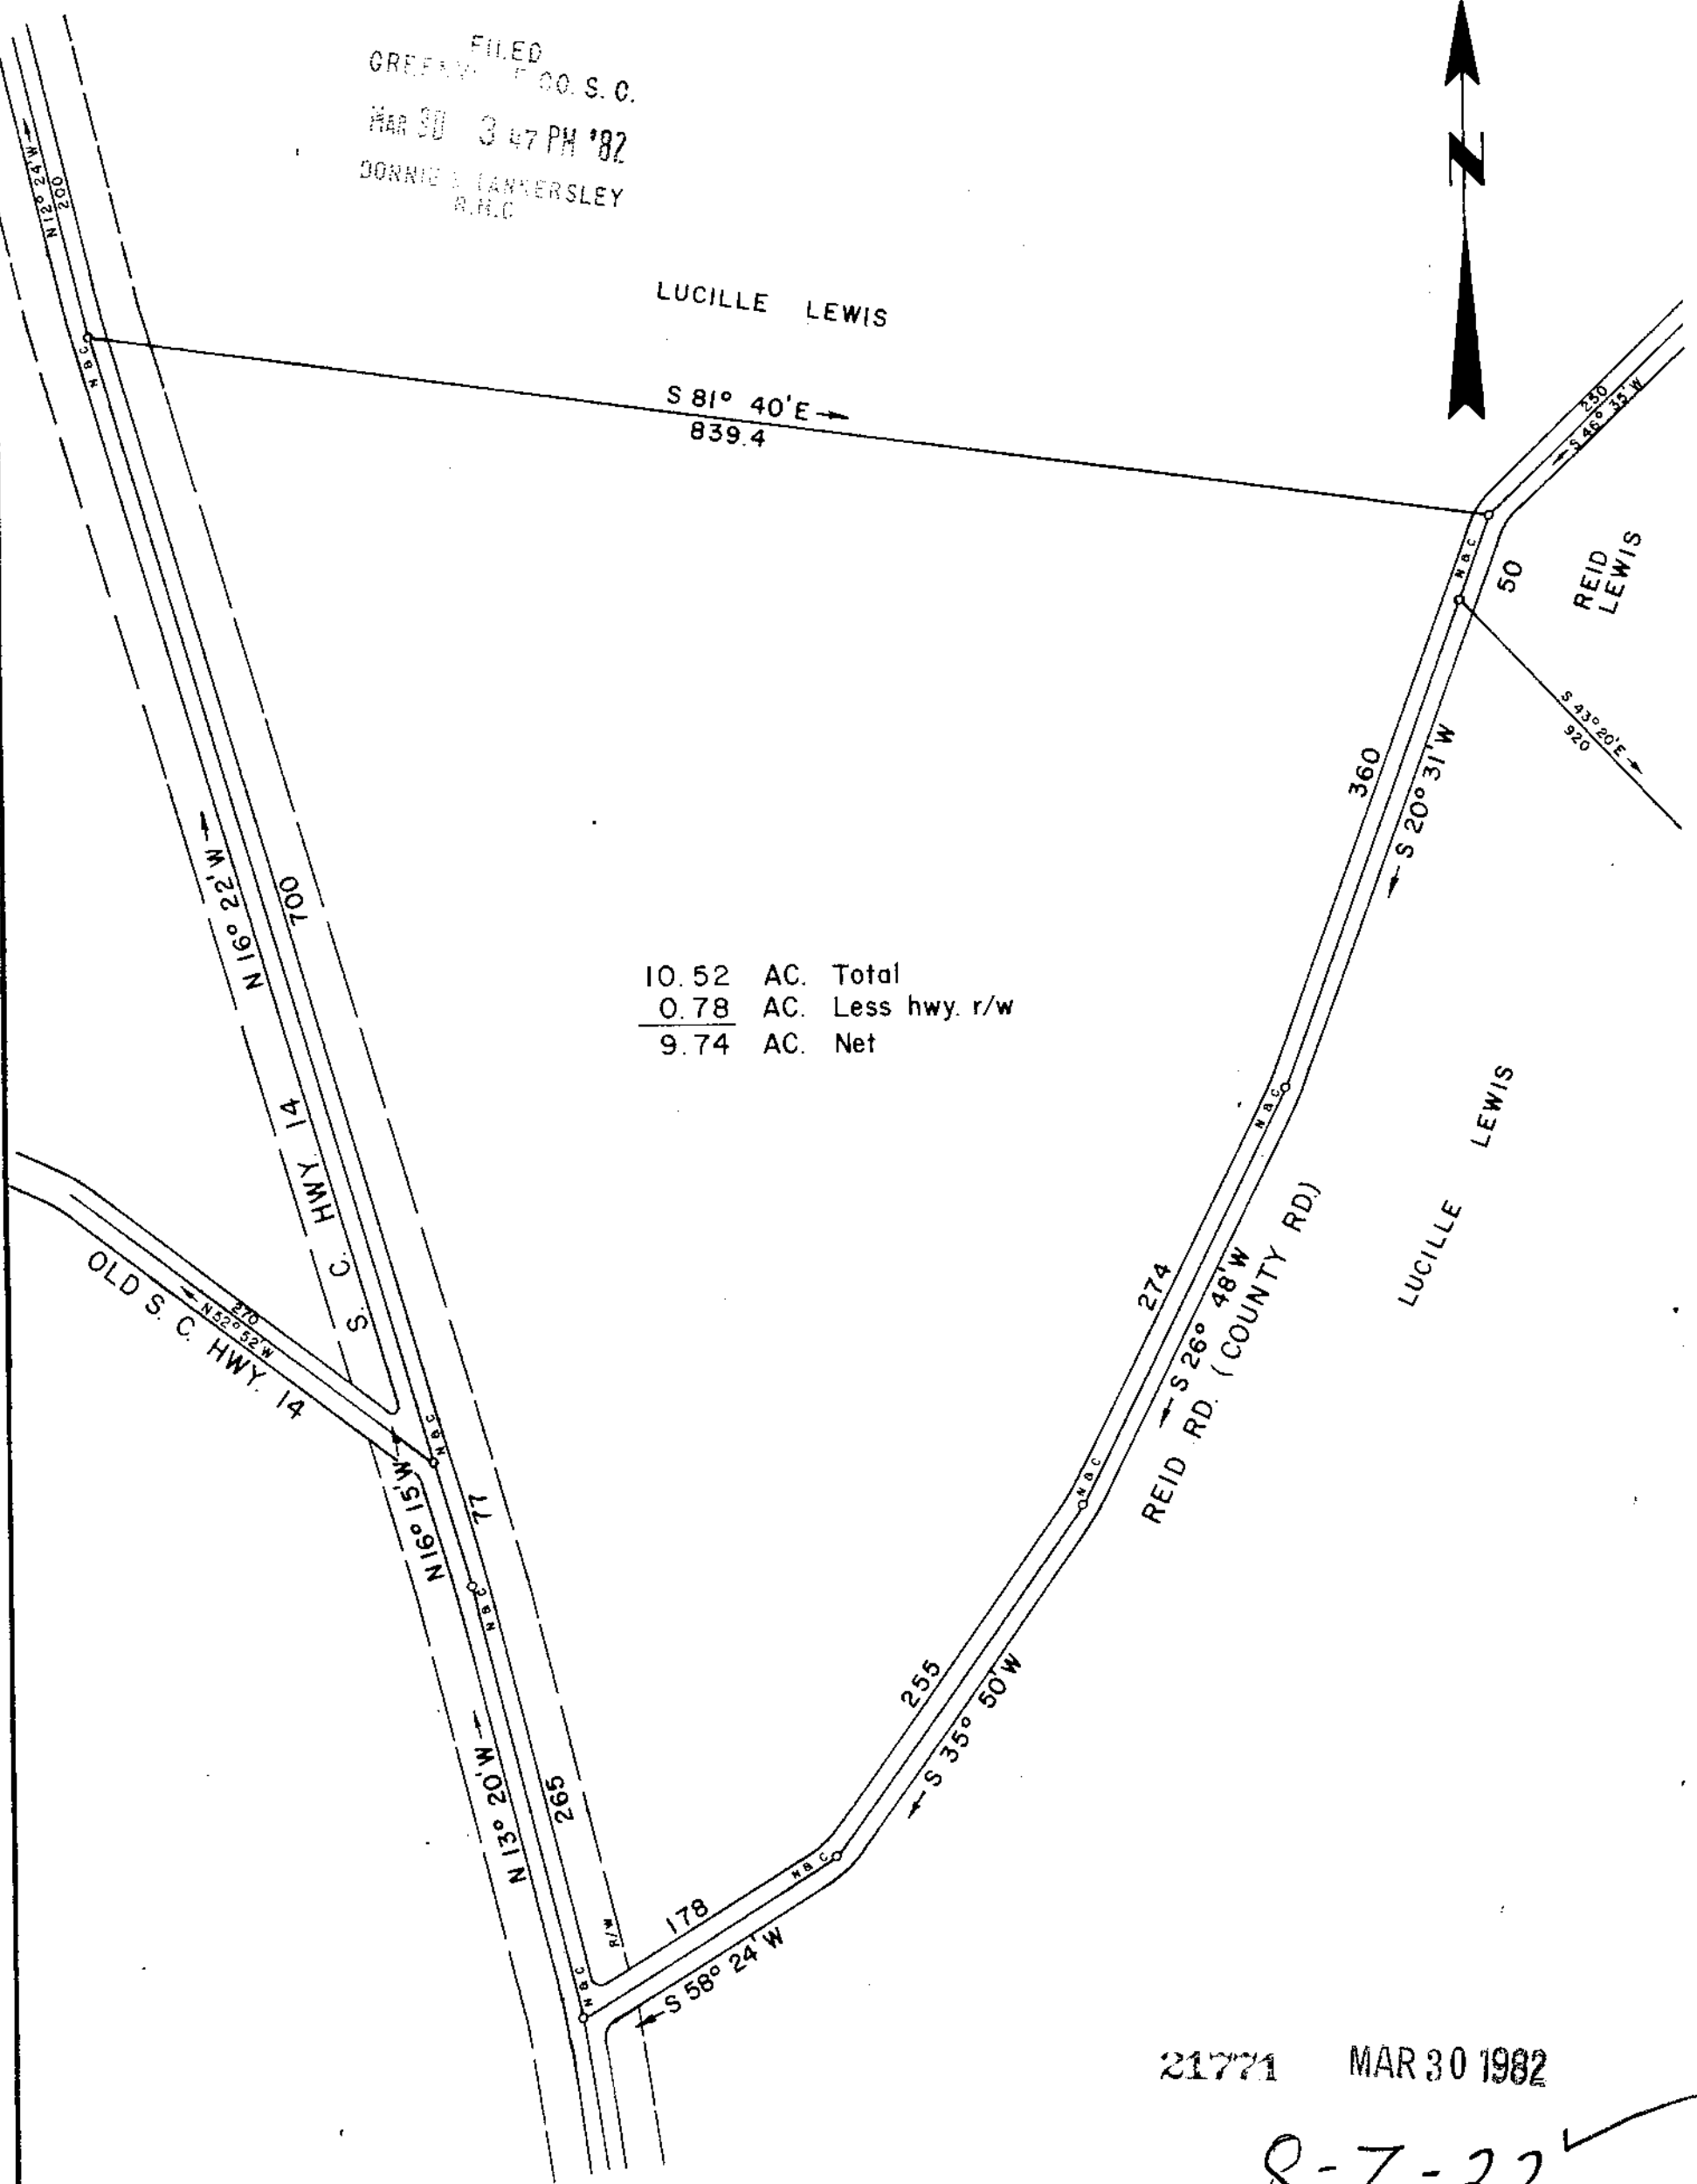 FILED
CO. S. C.
MAR 30 3 47 PM '82
TANKERSLEY
R.M.C
N
N 12° 24' W
200
LUCILLE LEWIS
N & C
S 81° 40' E
839.4
250
S 46° 35' W
N & C
50
REID
LEWIS
S 43° 20' E
920
360
S 20° 31' W
N 16° 22' W
700
10.52 AC. Total
0.78 AC. Less hwy. r/w
9.74 AC. Net
S. C. HWY. 14
N & C
LUCILLE LEWIS
274
S 26° 48' W
REID RD. (COUNTY RD.)
270
N 52° 52' W
OLD S. C. HWY. 14
N & C
N 16° 15' W
77
N & C
N & C
255
S 35° 50' W
N 13° 20' W
265
N & C
178
R/W
S 58° 24' W
N & C
21771 MAR 30 1982
8-7-22